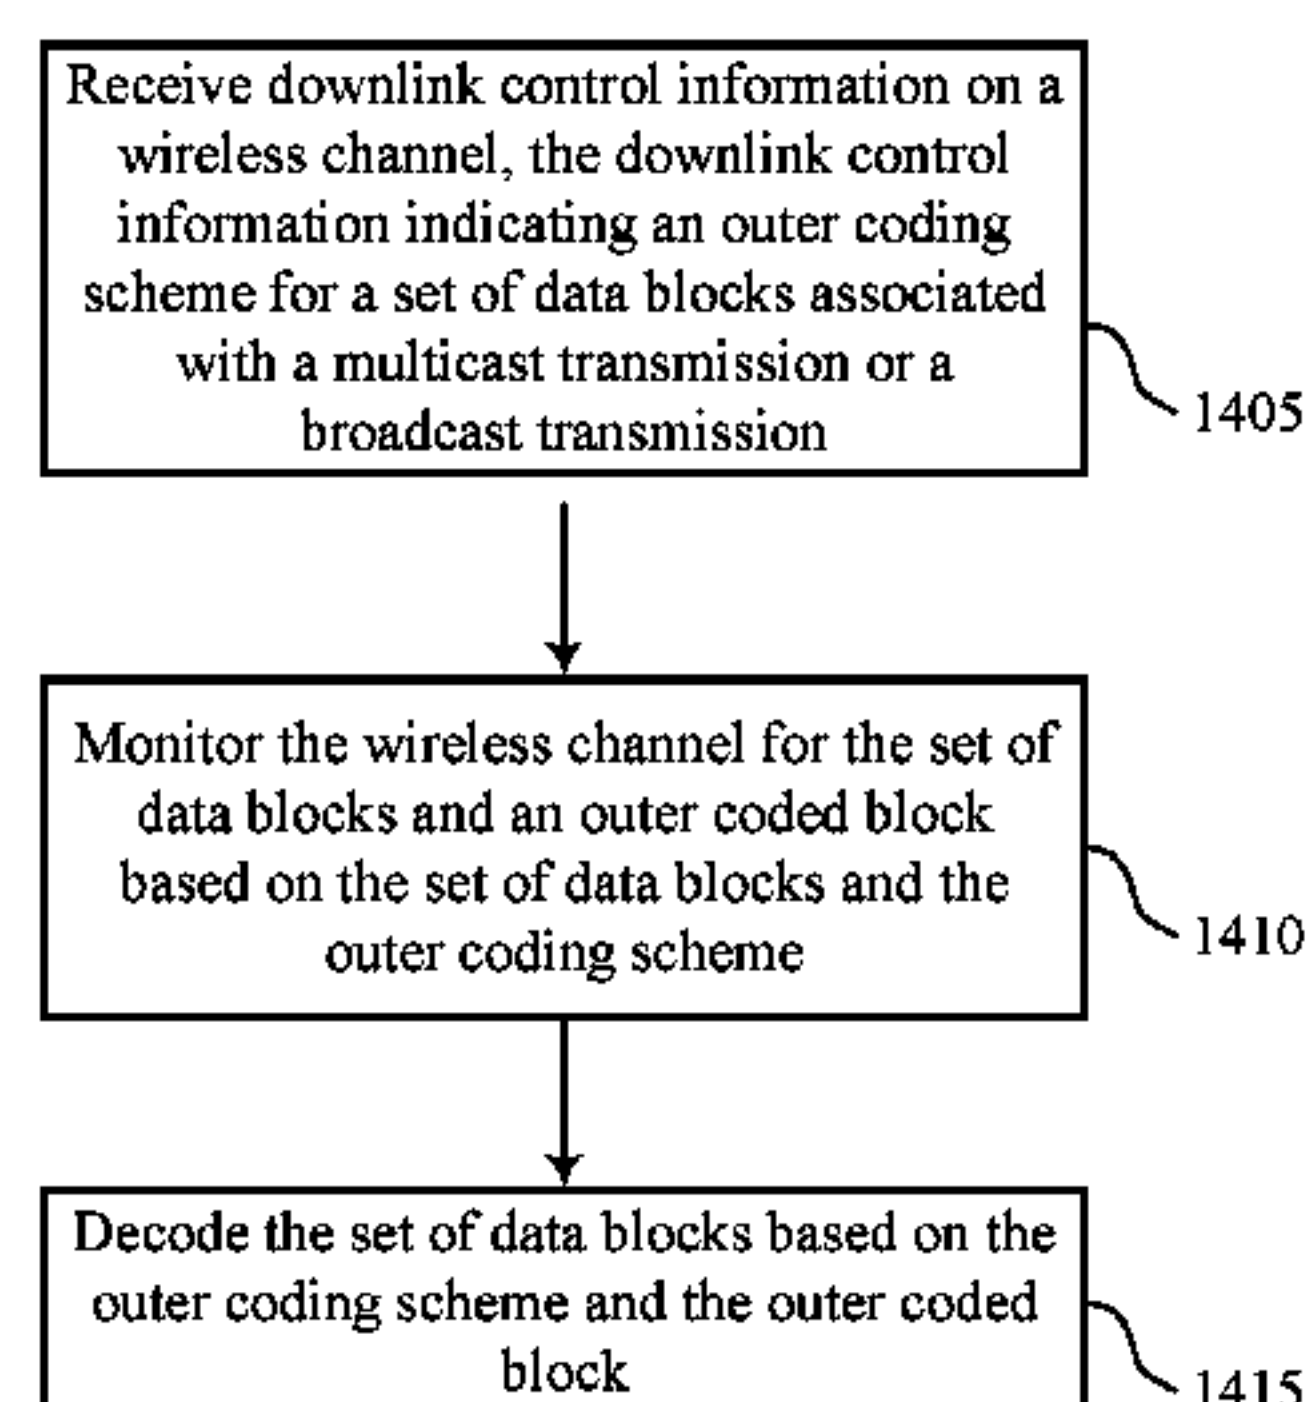 Receive downlink control information on a
wireless channel, the downlink control
information indicating an outer coding
scheme for a set of data blocks associated
with a multicast transmission or a
broadcast transmission
1405
Monitor the wireless channel for the set of
data blocks and an outer coded block
based on the set of data blocks and the
outer coding scheme
1410
Decode the set of data blocks based on the
outer coding scheme and the outer coded
block
1415